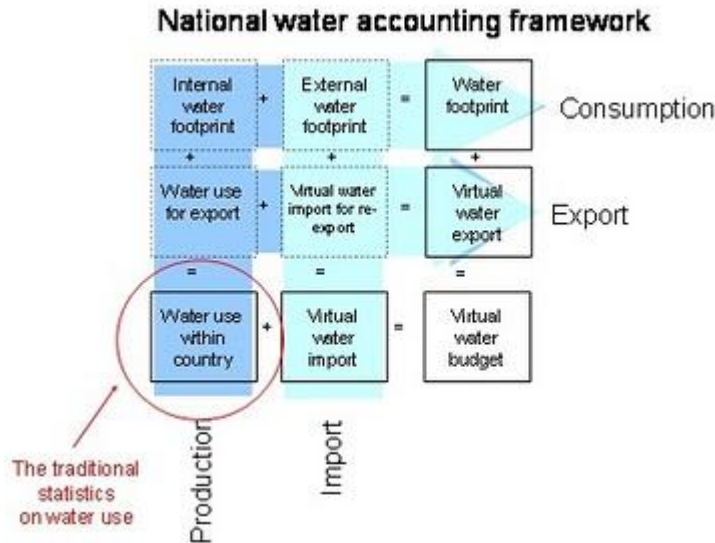 National water accounting framework
Internal
water
footprint
+
External
water
footprint
=
Water
footprint
Consumption
+
+
+
Water use
for export
+
Virtual water
import for re-
export
=
Virtual
water
export
Export
=
=
=
Water use
within
country
+
Virtual
water
import
=
Virtual
water
budget
The traditional
statistics
on water use
Production
Import